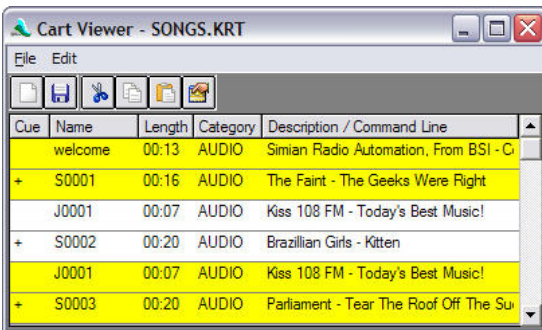 Cart Viewer - SONGS.KRT
File Edit
Cue Name Length Category Description / Command Line
welcome 00:13 AUDIO Simian Radio Automation, From BSI -
+ S0001 00:16 AUDIO The Faint - The Geeks Were Right
J0001 00:07 AUDIO Kiss 108 FM - Today's Best Music!
+ S0002 00:20 AUDIO Brazillian Girls - Kitten
J0001 00:07 AUDIO Kiss 108 FM - Today's Best Music!
+ S0003 00:20 AUDIO Parliament - Tear The Roof Off The